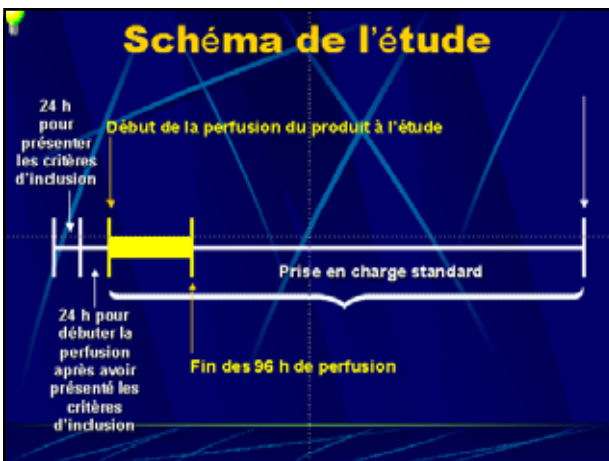 Schéma de l'étude
24 h
pour
présenter
les critères
d'inclusion
Début de la perfusion du produit à l'étude
Prise en charge standard
24 h pour
débuter la
perfusion
après avoir
présenté les
critères
d'inclusion
Fin des 96 h de perfusion